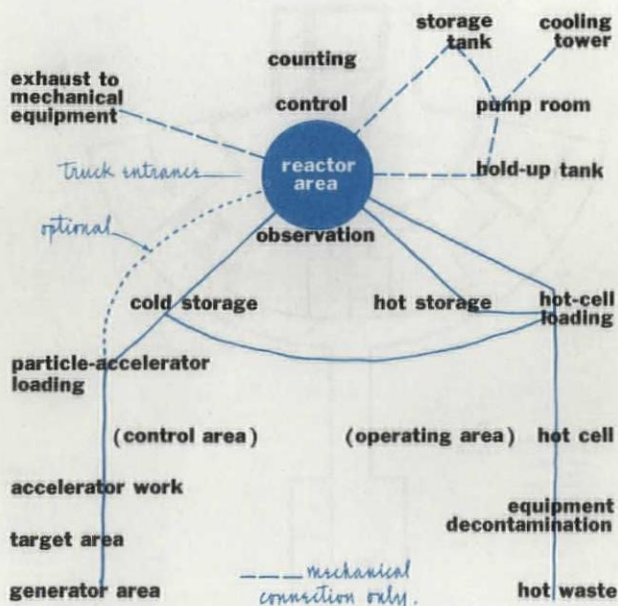 storage
tank
cooling
tower
counting
exhaust to
mechanical
equipment
control
pump room
truck entrance
reactor
area
hold-up tank
optional
observation
cold storage
hot storage
hot-cell
loading
particle-accelerator
loading
(control area)
(operating area)
hot cell
accelerator work
equipment
decontamination
target area
generator area
mechanical
connection only.
hot waste